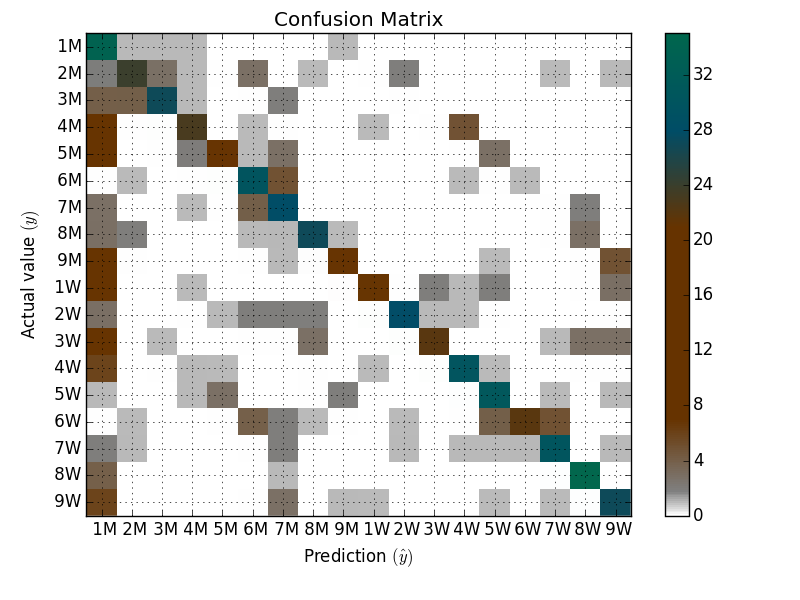 Confusion Matrix
Actual value (y)
1M
2M
3M
4M
5M
6M
7M
8M
9M
1W
2W
3W
4W
5W
6W
7W
8W
9W
1M 2M 3M 4M 5M 6M 7M 8M 9M 1W 2W 3W 4W 5W 6W 7W 8W 9W
Prediction (ŷ)
32
28
24
20
16
12
8
4
0